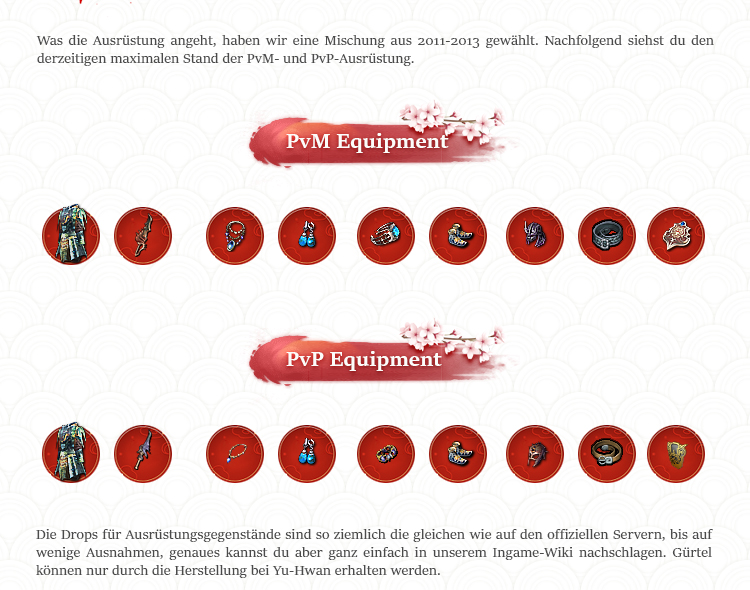 Was die Ausrüstung angeht, haben wir eine Mischung aus 2011-2013 gewählt. Nachfolgend siehst du den
derzeitigen maximalen Stand der PvM- und PvP-Ausrüstung.
PvM Equipment
PvP Equipment
Die Drops für Ausrüstungsgegenstände sind so ziemlich die gleichen wie auf den offiziellen Servern, bis auf
wenige Ausnahmen, genaues kannst du aber ganz einfach in unserem Ingame-Wiki nachschlagen. Gürtel
können nur durch die Herstellung bei Yu-Hwan erhalten werden.